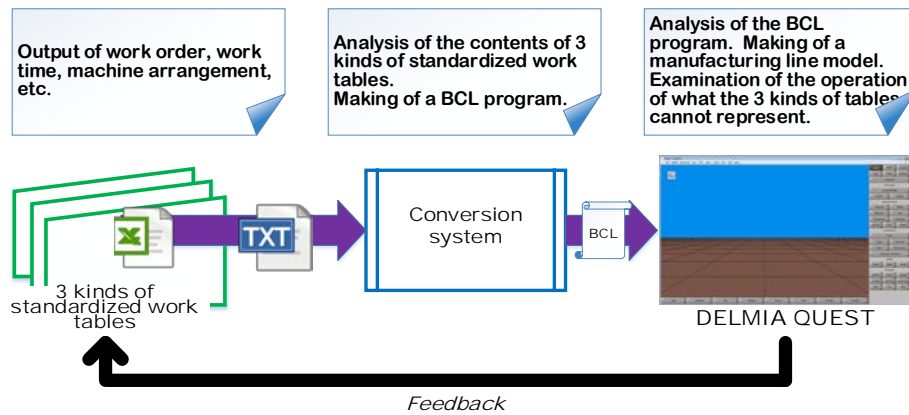 Output of work order, work
time, machine arrangement,
etc.
Analysis of the contents of 3
kinds of standardized work
tables.
Making of a BCL program.
Analysis of the BCL
program. Making of a
manufacturing line model.
Examination of the operation
of what the 3 kinds of tables
cannot represent.
TXT
Conversion
system
BCL
3 kinds of
standardized work
tables
DELMIA QUEST
Feedback